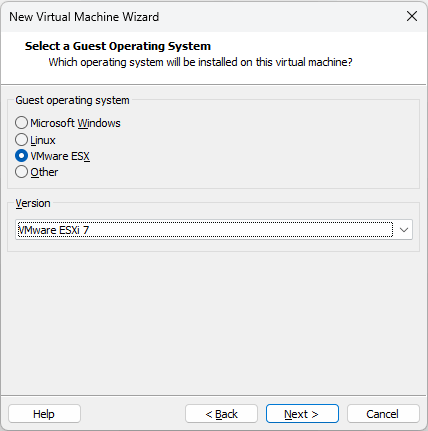 New Virtual Machine Wizard
Select a Guest Operating System
Which operating system will be installed on this virtual machine?
Guest operating system
Microsoft Windows
Linux
VMware ESX
Other
Version
VMware ESXi 7
Help
< Back
Next >
Cancel